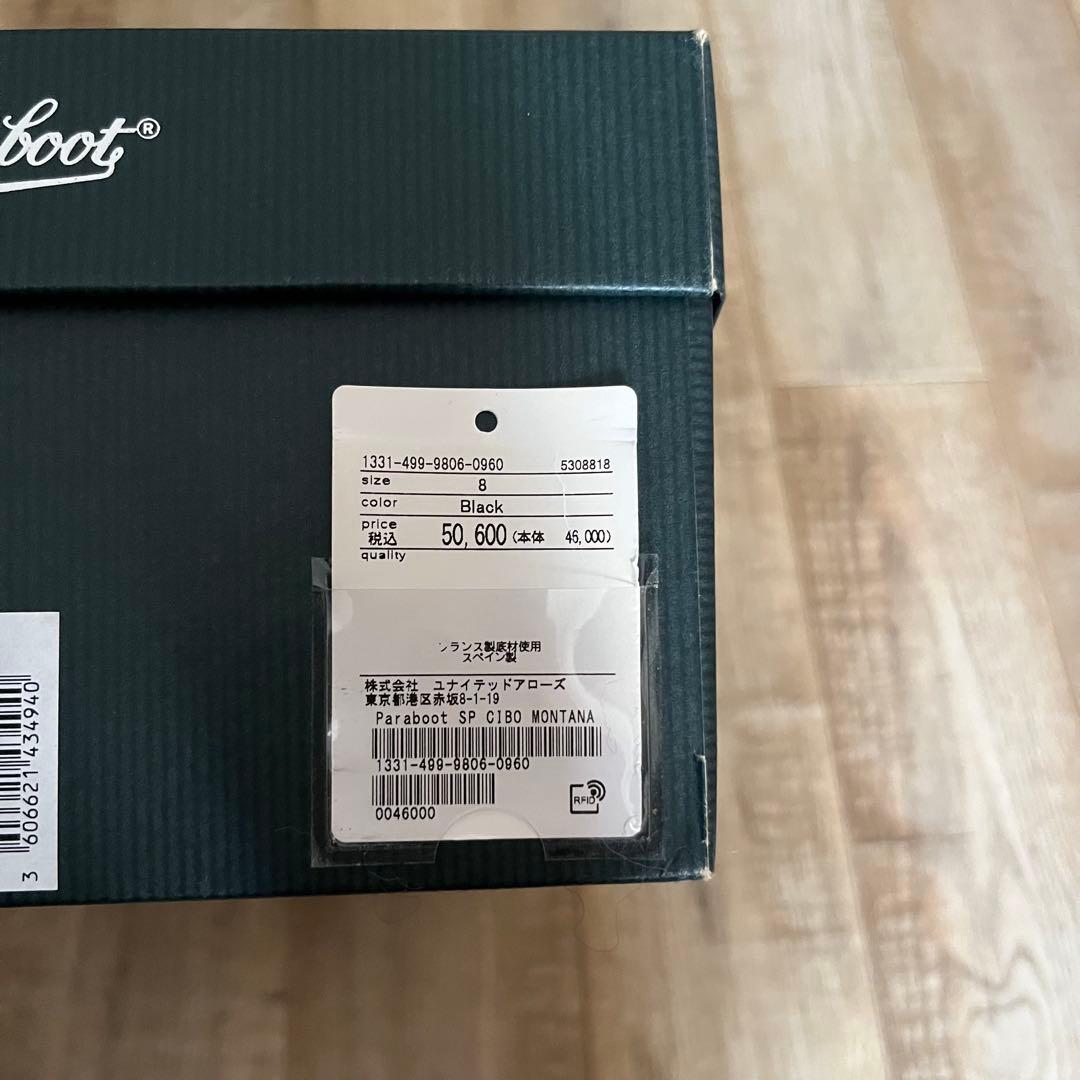 boot®
1331-499-9806-0960 5308818
size 8
color Black
price
税込 50,600 (本体 46,000)
quality
フランス製底材使用
スペイン製
株式会社 ユナイテッドアローズ
東京都港区赤坂8-1-19
Paraboot SP CIBO MONTANA
1331-499-9806-0960
0046000
RFID
3 606621 434940